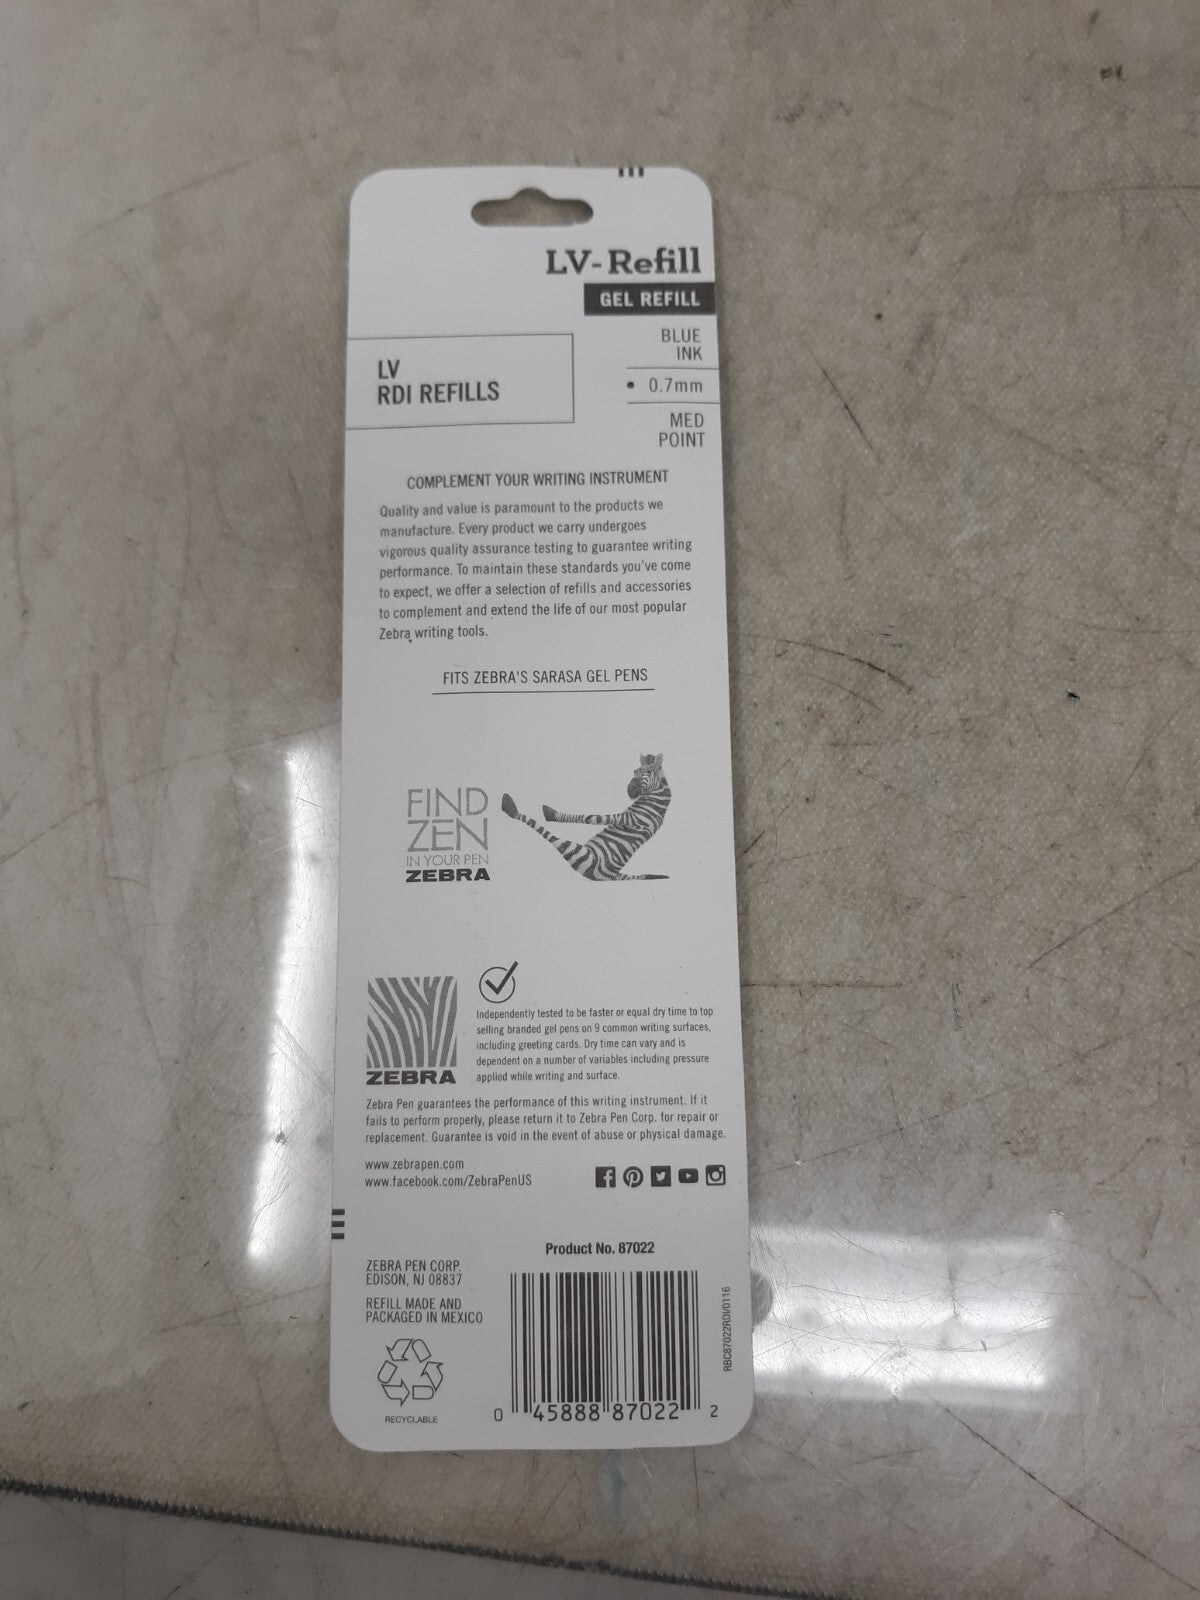 LV-Refill
GEL REFILL
BLUE
INK
• 0.7mm
MED
POINT
LV
RDI REFILLS
COMPLEMENT YOUR WRITING INSTRUMENT
Quality and value is paramount to the products we
manufacture. Every product we carry undergoes
vigorous quality assurance testing to guarantee writing
performance. To maintain these standards you've come
to expect, we offer a selection of refills and accessories
to complement and extend the life of our most popular
Zebra writing tools.
FITS ZEBRA'S SARASA GEL PENS
FIND
ZEN
IN YOUR PEN
ZEBRA
ZEBRA
Independently tested to be faster or equal dry time to top
selling branded gel pens on 9 common writing surfaces,
including greeting cards. Dry time can vary and is
dependent on a number of variables including pressure
applied while writing and surface.
Zebra Pen guarantees the performance of this writing instrument. If it
fails to perform properly, please return it to Zebra Pen Corp. for repair or
replacement. Guarantee is void in the event of abuse or physical damage.
www.zebrapen.com
www.facebook.com/ZebraPenUS
Product No. 87022
ZEBRA PEN CORP.
EDISON, NJ 08837
REFILL MADE AND
PACKAGED IN MEXICO
RECYCLABLE
0 45888 87022 2
RBC87022RDI/0116